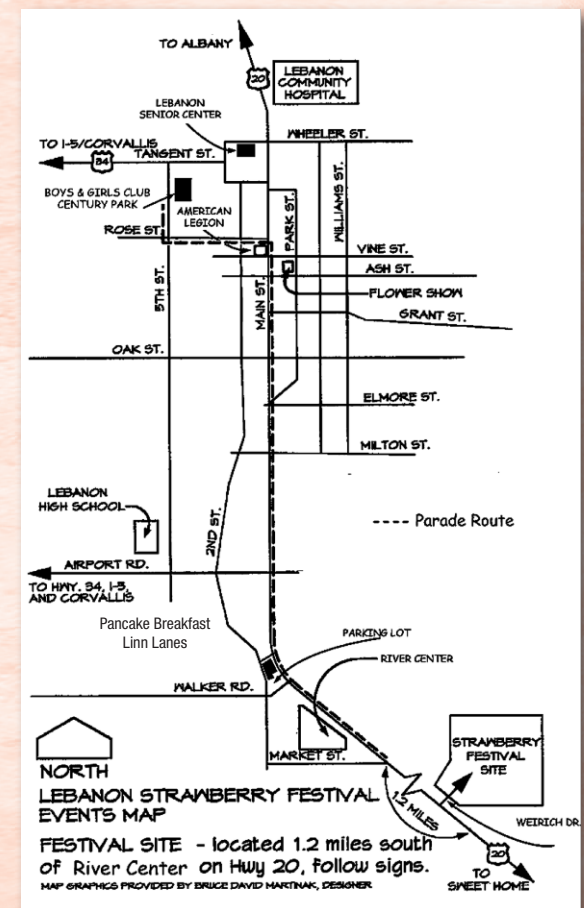 TO ALBANY
20
LEBANON
COMMUNITY
HOSPITAL
LEBANON
SENIOR CENTER
WHEELER ST.
TO I-5/CORVALLIS
34
TANGENT ST.
BOYS & GIRLS CLUB
CENTURY PARK
AMERICAN
LEGION
PARK ST.
WILLIAMS ST.
ROSE ST.
VINE ST.
ASH ST.
FLOWER SHOW
5TH ST.
MAIN ST.
GRANT ST.
OAK ST.
ELMORE ST.
MILTON ST.
LEBANON
HIGH SCHOOL
2ND ST.
---- Parade Route
AIRPORT RD.
TO HWY. 34, I-5,
AND CORVALLIS
Pancake Breakfast
Linn Lanes
PARKING LOT
RIVER CENTER
WALKER RD.
MARKET ST.
STRAWBERRY
FESTIVAL
SITE
1.2 MILES
WEIRICH DR.
20
TO
SWEET HOME
NORTH
LEBANON STRAWBERRY FESTIVAL
EVENTS MAP
FESTIVAL SITE - located 1.2 miles south
of River Center on Hwy 20, follow signs.
MAP GRAPHICS PROVIDED BY BRUCE DAVID MARTINAK, DESIGNER